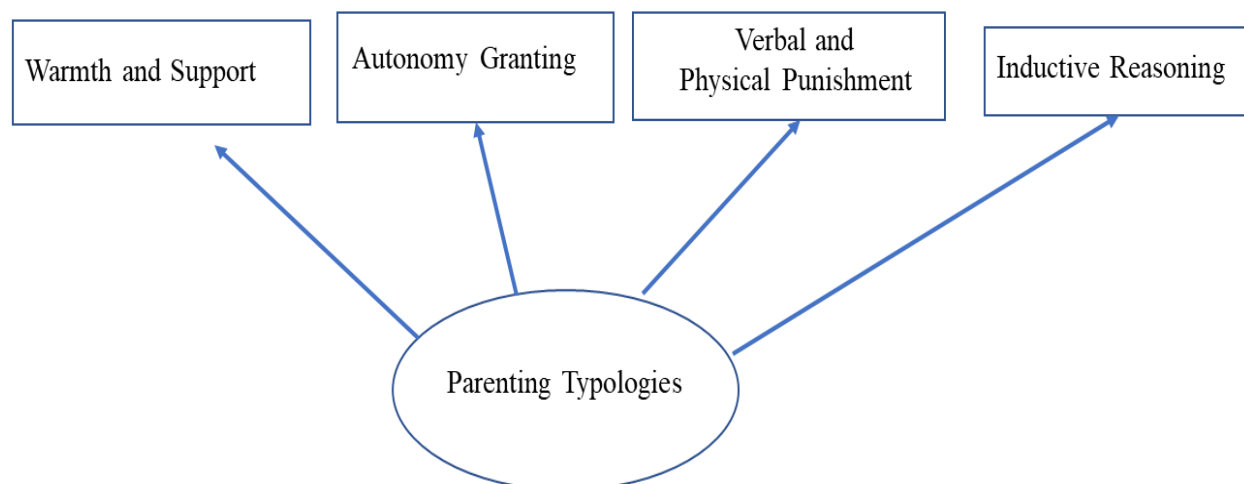 Warmth and Support
Autonomy Granting
Verbal and
Physical Punishment
Inductive Reasoning
Parenting Typologies